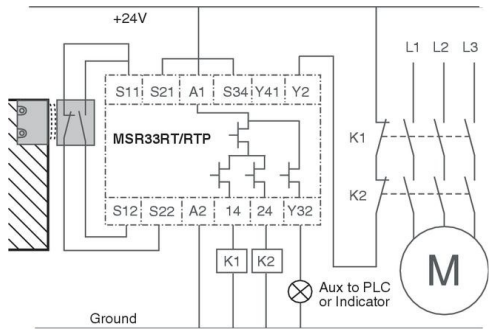 +24V
L1 L2 L3
S11 S21 A1 S34 Y41 Y2
MSR33RT/RTP
K1
K2
S12 S22 A2 14 24 Y32
K1 K2
M
Aux to PLC
or Indicator
Ground